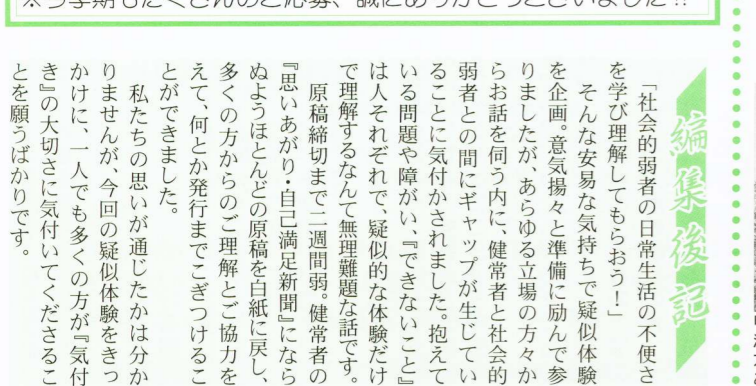 ※今学期もたくさんのご応募、誠にありがとうございました!!
編集後記
「社会的弱者の日常生活の不便さ
を学び理解してもらおう！」
そんな安易な気持ちで疑似体験
を企画。意気揚々と準備に励んで参
りましたが、あらゆる立場の方々か
らお話を伺う内に、健常者と社会的
弱者との間にギャップが生じてい
ることに気付かされました。抱えて
いる問題や障がい、『できないこと』
は人それぞれで、疑似的な体験だけ
で理解するなんて無理難題な話です。
原稿締切まで二週間弱。健常者の
『思いあがり・自己満足新聞』になら
ぬようほとんどの原稿を白紙に戻し、
多くの方からのご理解とご協力を
えて、何とか発行までこぎつけるこ
とができました。
私たちの思いが通じたかは分か
りませんが、今回の疑似体験をきっ
かけに、一人でも多くの方が『気付
き』の大切さに気付いてくださるこ
とを願うばかりです。